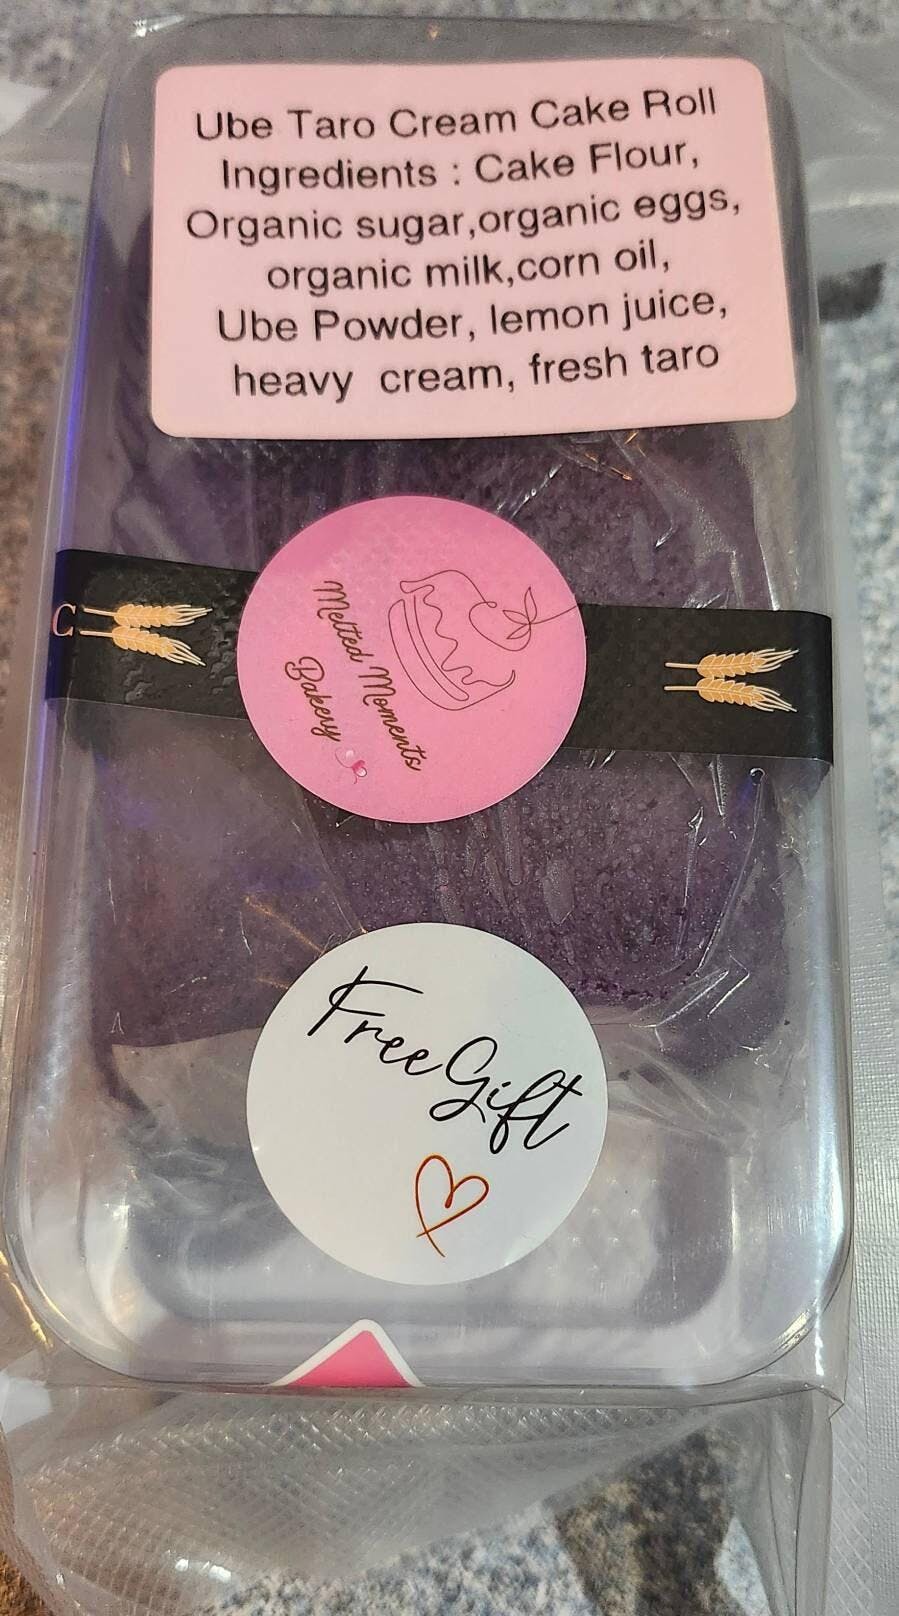 Ube Taro Cream Cake Roll
Ingredients : Cake Flour,
Organic sugar,organic eggs,
organic milk,corn oil,
Ube Powder, lemon juice,
heavy cream, fresh taro
C
Melted Moments
Bakery
Free Gift